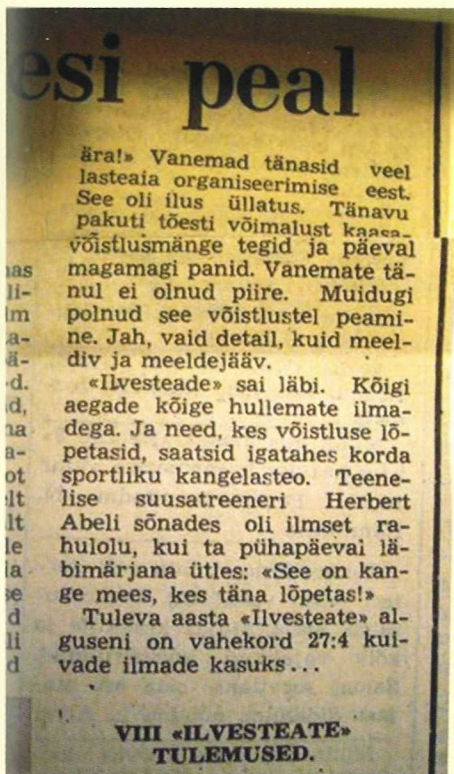 esi peal
ära!» Vanemad tänasid veel
lasteaia organiseerimise eest.
See oli ilus üllatus. Tänavu
pakuti tõesti võimalust kaasa-
võistlusmänge tegid ja päeval
magamagi panid. Vanemate tä-
nul ei olnud piire. Muidugi
polnud see võistlustel peami-
ne. Jah, vaid detail, kuid meel-
div ja meeldejääv.
«Ilvesteade» sai läbi. Kõigi
aegade kõige hullemate ilma-
dega. Ja need, kes võistluse lõ-
petasid, saatsid igatahes korda
sportliku kangelasteo. Teene-
lise suusatreeneri Herbert
Abeli sõnades oli ilmset ra-
hulolu, kui ta pühapäeval lä-
bimärjana ütles: «See on kan-
ge mees, kes täna lõpetas!»
Tuleva aasta «Ilvesteate» al-
guseni on vahekord 27:4 kui-
vade ilmade kasuks...
VIII «ILVESTEATE»
TULEMUSED.